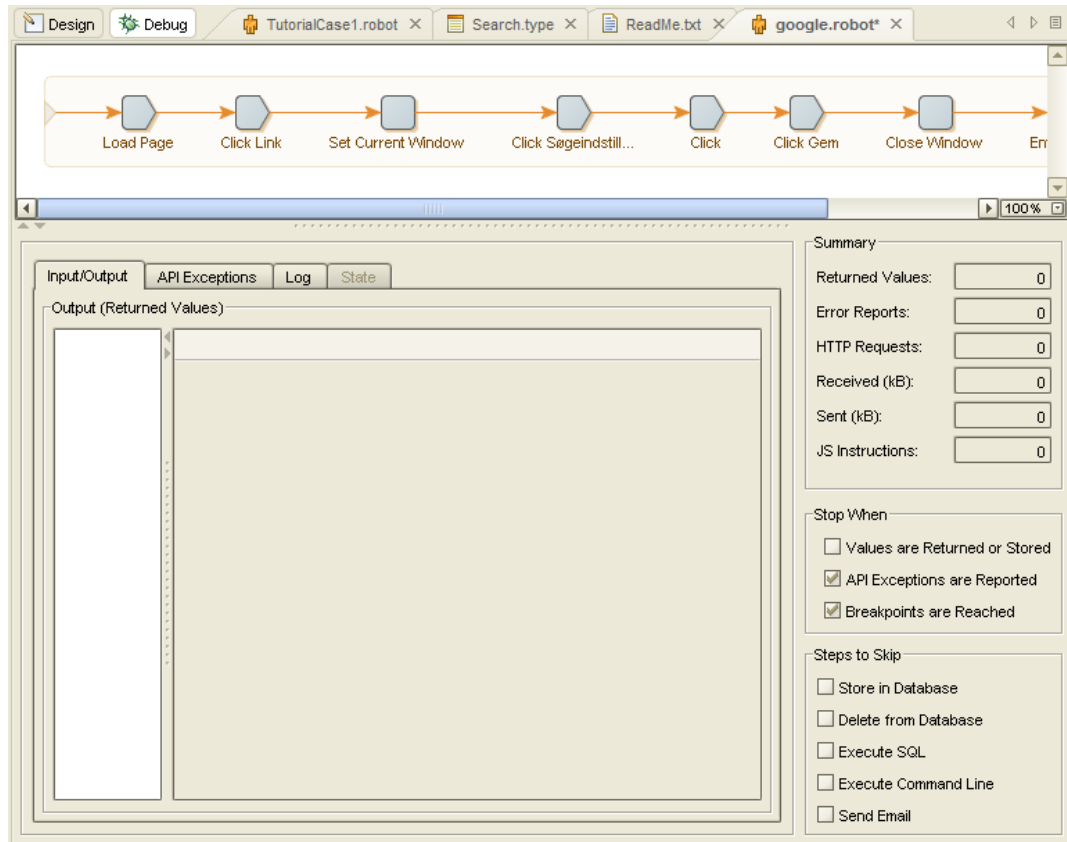 Design Debug TutorialCase1.robot Search.type ReadMe.txt google.robot*
Load Page Click Link Set Current Window Click Søgeindstill... Click Click Gem Close Window
100%
Summary
Input/Output API Exceptions Log State
Output (Returned Values)
Returned Values: 0
Error Reports: 0
HTTP Requests: 0
Received (kB): 0
Sent (kB): 0
JS Instructions: 0
Stop When
Values are Returned or Stored
API Exceptions are Reported
Breakpoints are Reached
Steps to Skip
Store in Database
Delete from Database
Execute SQL
Execute Command Line
Send Email